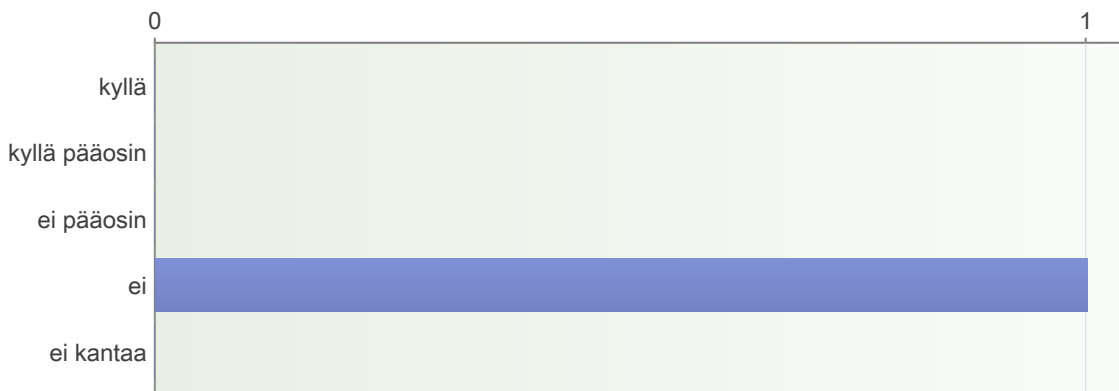 0 1
kyllä
kyllä pääosin
ei pääosin
ei
ei kantaa